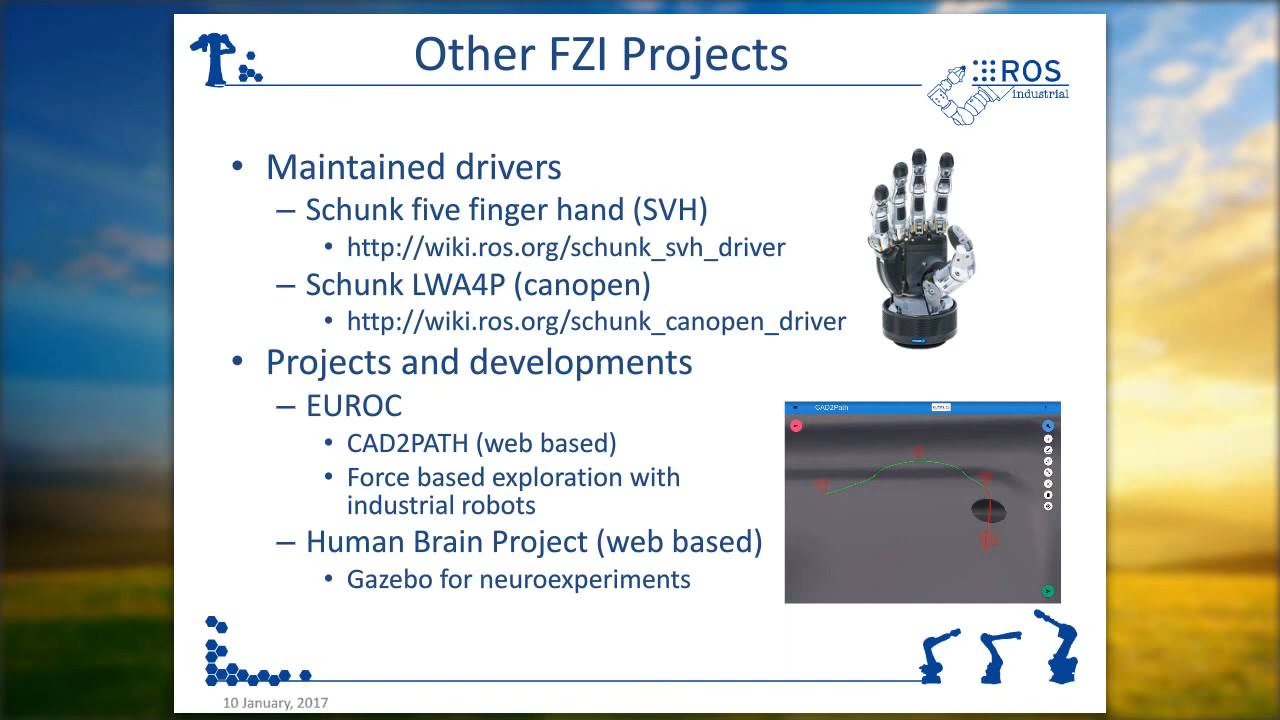 Other FZI Projects
ROS
industrial
• Maintained drivers
– Schunk five finger hand (SVH)
• http://wiki.ros.org/schunk_svh_driver
– Schunk LWA4P (canopen)
• http://wiki.ros.org/schunk_canopen_driver
• Projects and developments
– EUROC
• CAD2PATH (web based)
• Force based exploration with
industrial robots
– Human Brain Project (web based)
• Gazebo for neuroexperiments
CAD2Path
10 January, 2017